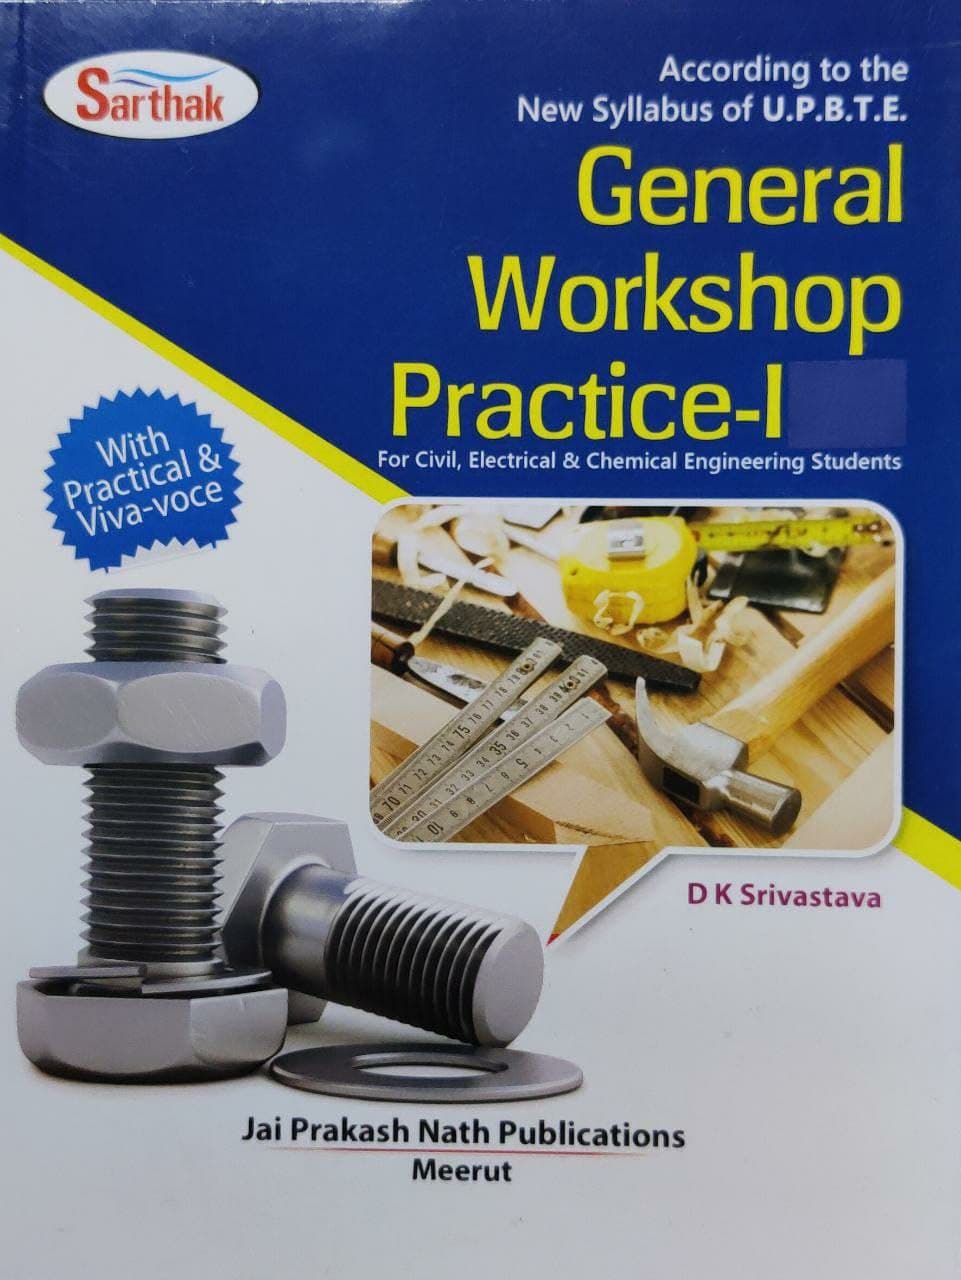 Sarthak
According to the
New Syllabus of U.P.B.T.E.
General
Workshop
Practice-I
For Civil, Electrical & Chemical Engineering Students
With
Practical &
Viva-voce
D K Srivastava
Jai Prakash Nath Publications
Meerut